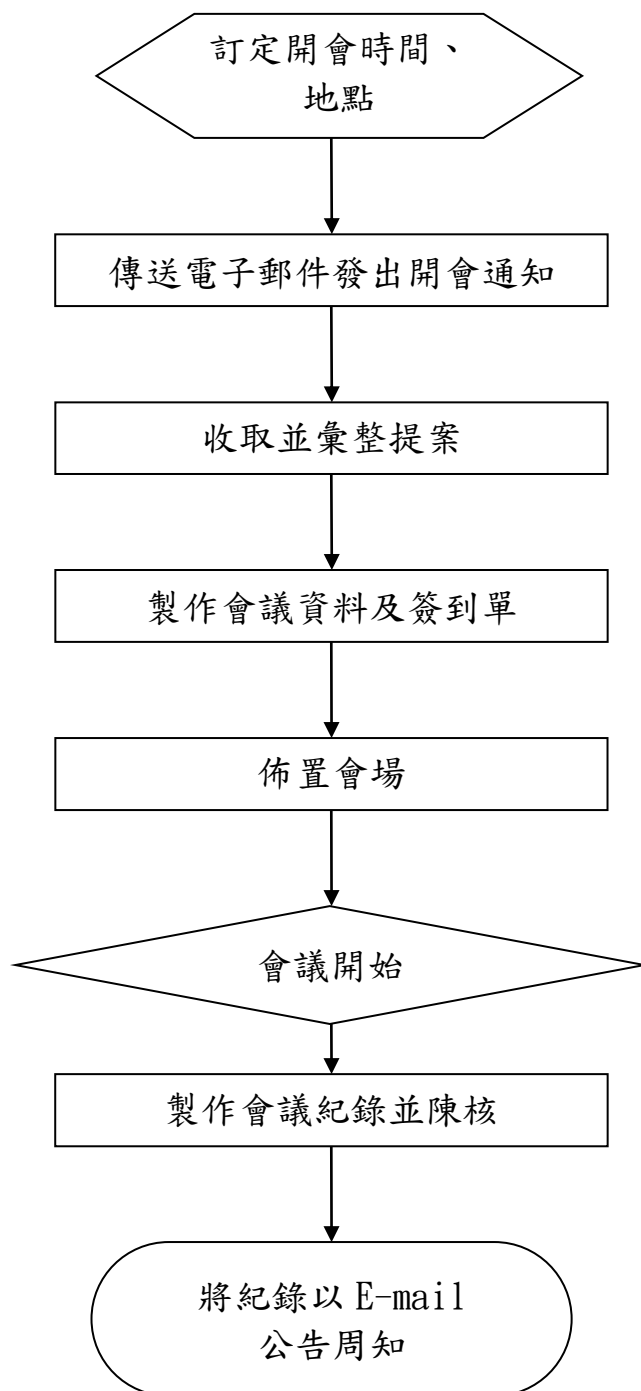 訂定開會時間、
地點
傳送電子郵件發出開會通知
收取並彙整提案
製作會議資料及簽到單
佈置會場
會議開始
製作會議紀錄並陳核
將紀錄以 E-mail
公告周知